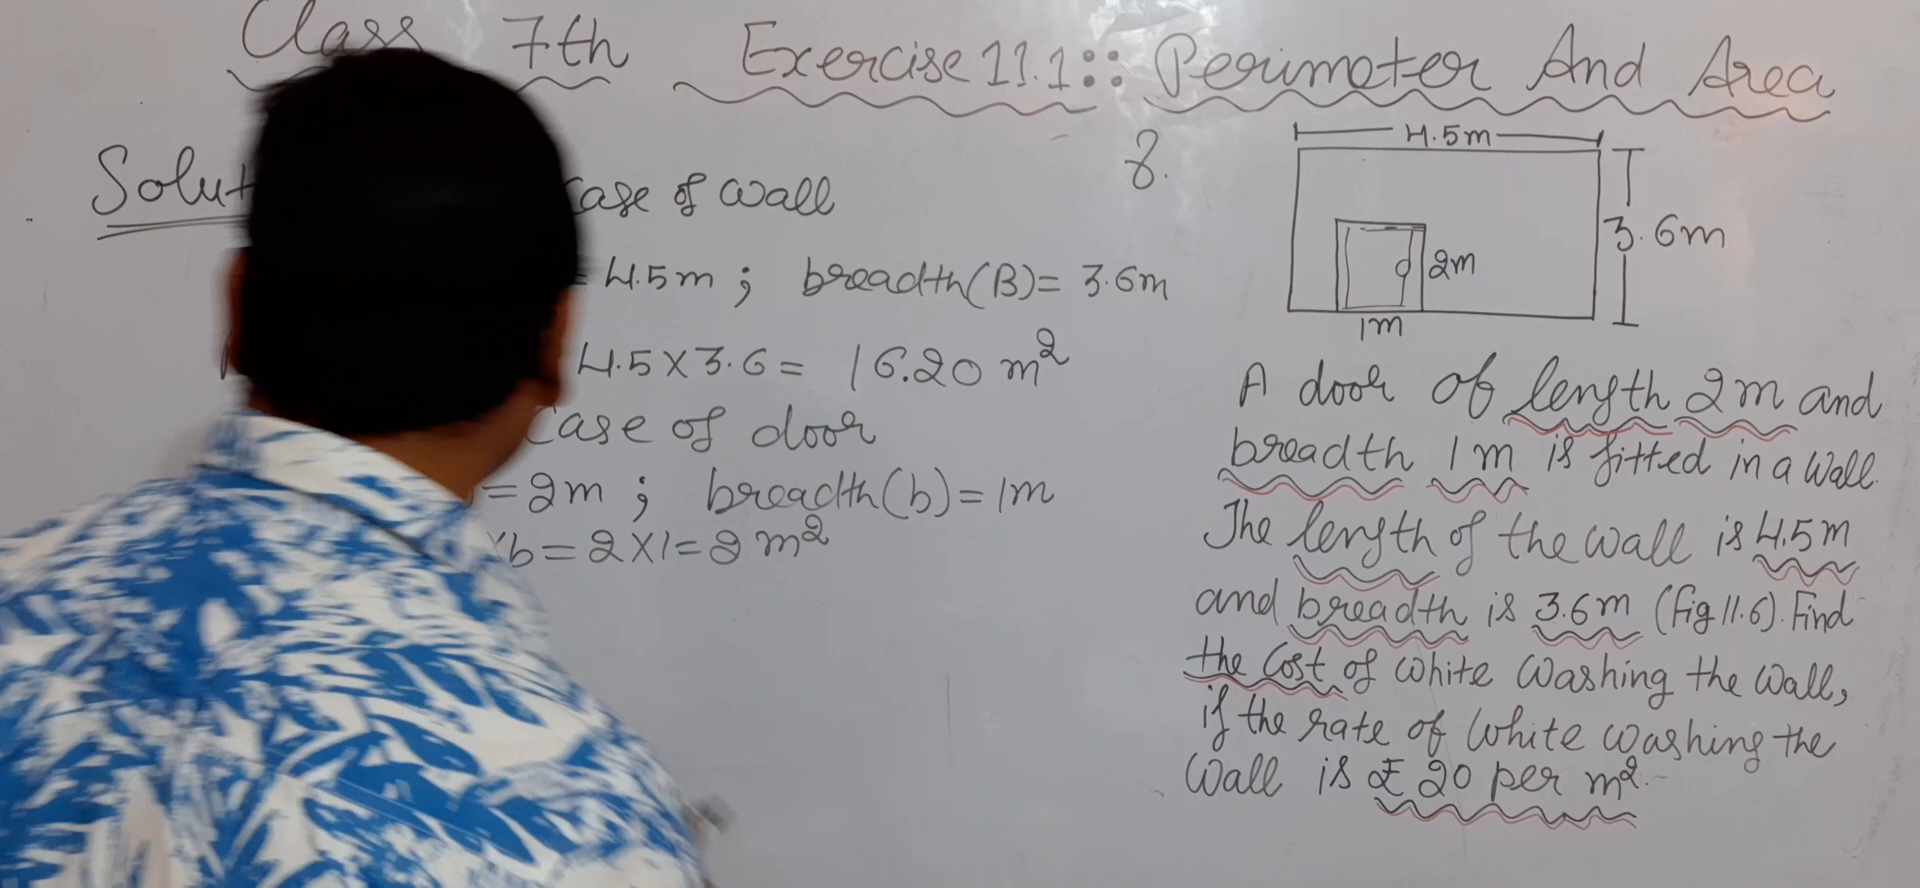 Class 7th Exercise 11.1:: Perimeter And Area
case of wall
= 4.5m ; breadth(B)= 3.6m
4.5×3.6= 16.20 m²
case of door
=2m ; breadth(b)=1m
×b=2×1=2m²
8.
4.5m
3.6m
2m
1m
A door of length 2m and
breadth 1m is fitted in a wall.
The length of the wall is 4.5m
and breadth is 3.6m (fig 11.6). Find
the cost of white washing the wall,
if the rate of white washing the
wall is ₹ 20 per m².